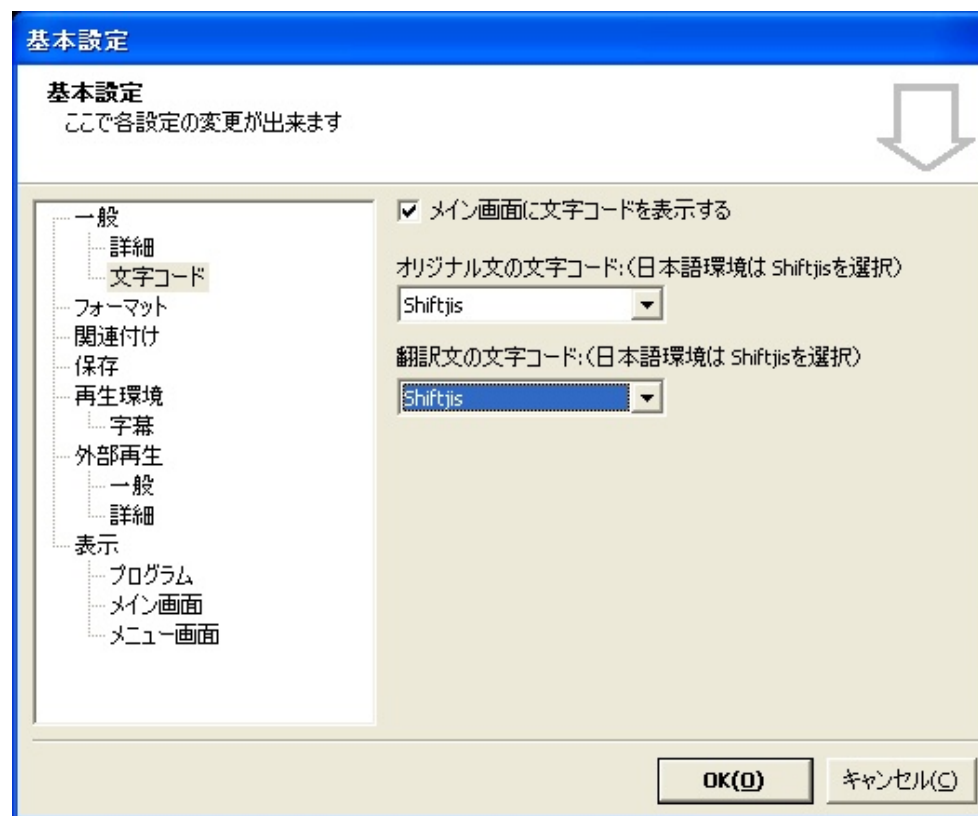 基本設定
基本設定
ここで各設定の変更が出来ます
一般
詳細
文字コード
フォーマット
関連付け
保存
再生環境
字幕
外部再生
一般
詳細
表示
プログラム
メイン画面
メニュー画面
メイン画面に文字コードを表示する
オリジナル文の文字コード:(日本語環境は Shiftjisを選択)
Shiftjis
翻訳文の文字コード:(日本語環境は Shiftjisを選択)
Shiftjis
OK(O)
キャンセル(C)